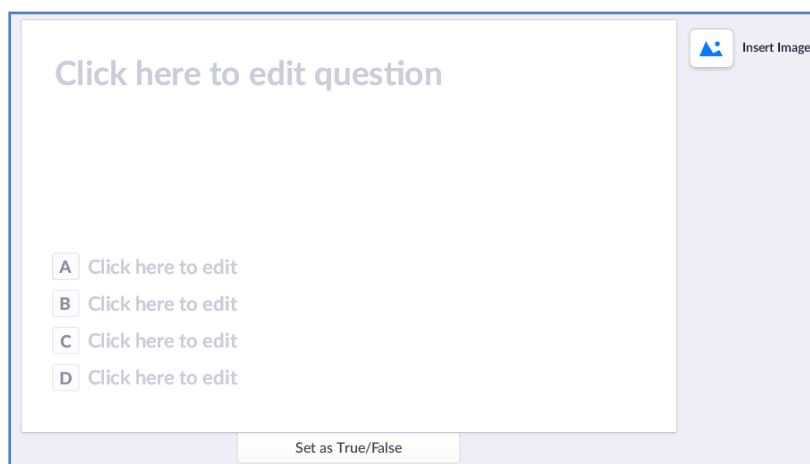 Click here to edit question
Insert Image
A Click here to edit
B Click here to edit
C Click here to edit
D Click here to edit
Set as True/False